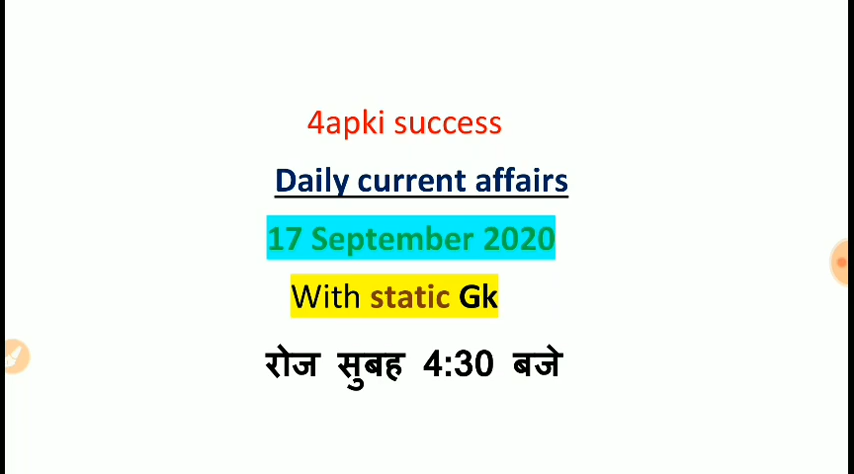 4apki success
Daily current affairs
17 September 2020
With static Gk
रोज सुबह 4:30 बजे